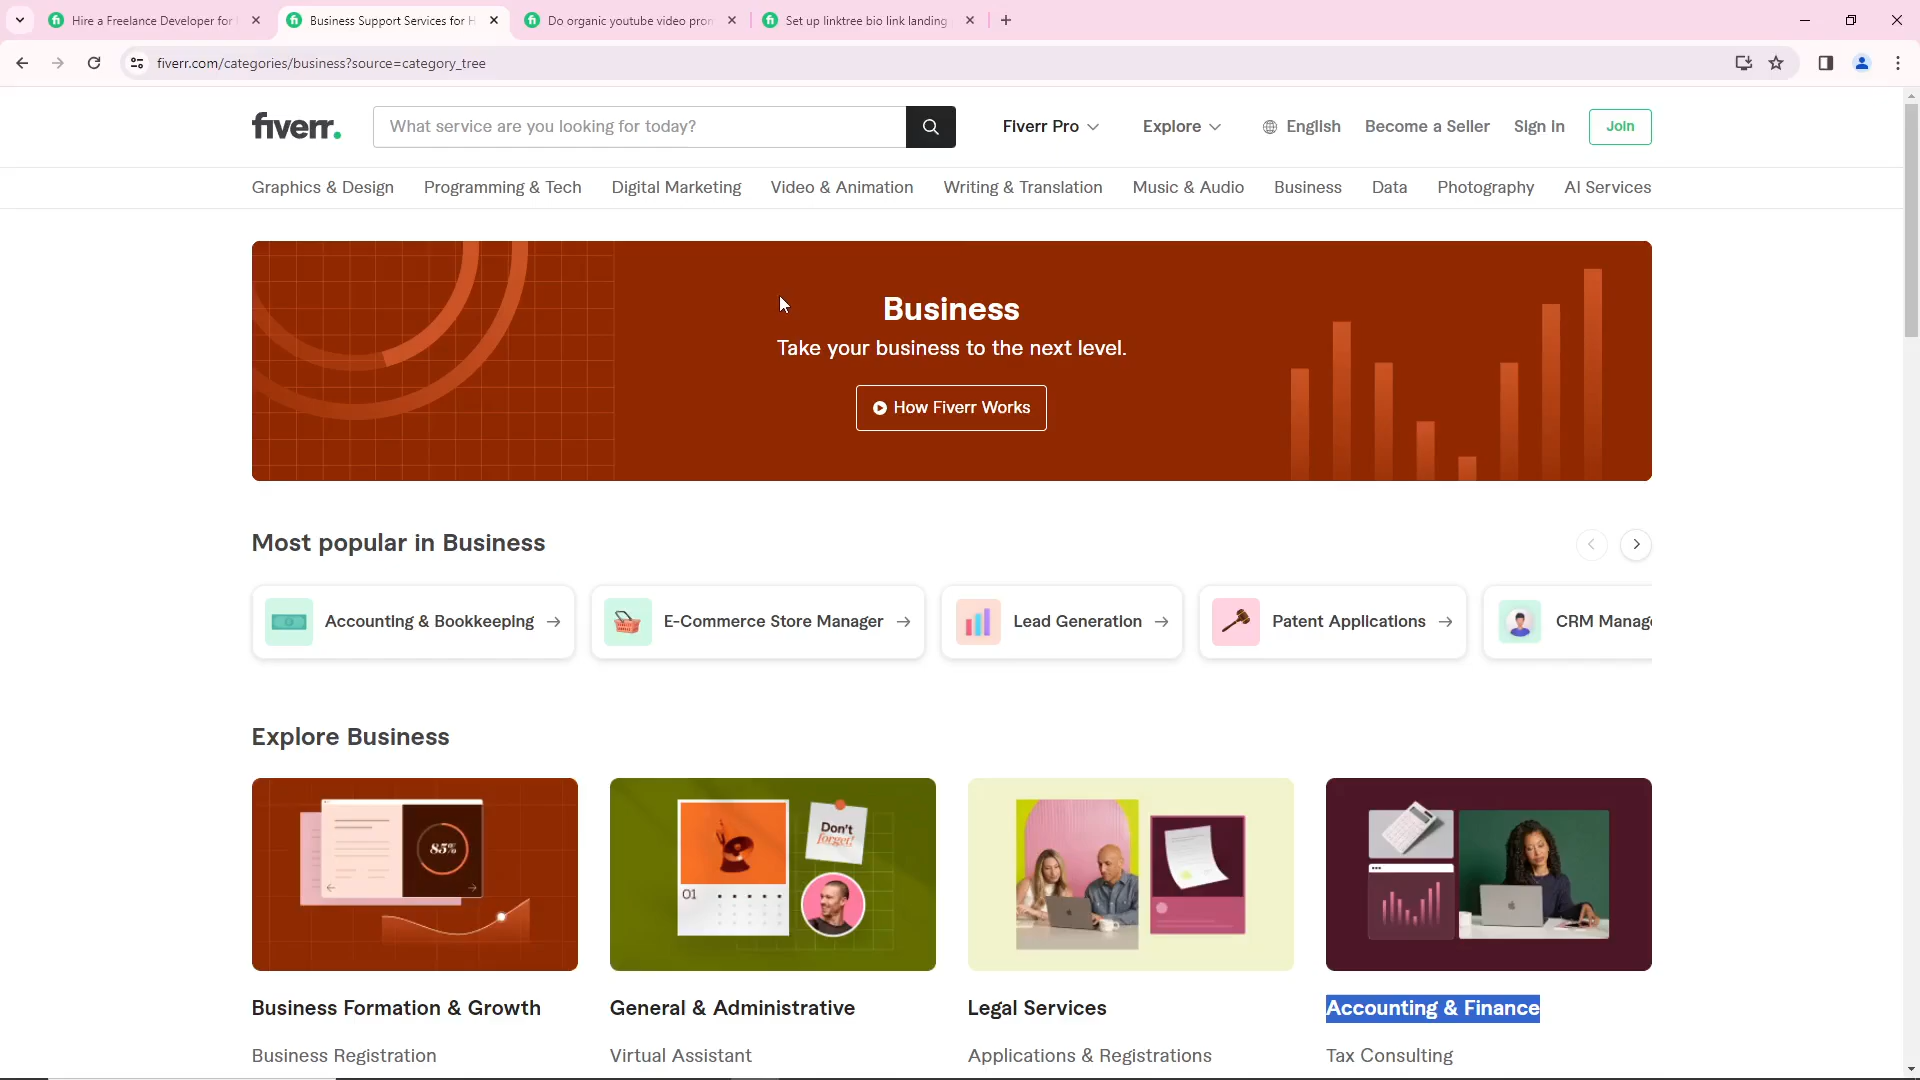 Hire a Freelance Developer for
Business Support Services for H
Do organic youtube video pron
Set up linktree bio link landing
fiverr.com/categories/business?source=category_tree
fiverr.
What service are you looking for today?
Fiverr Pro
Explore
English
Become a Seller
Sign in
Join
Graphics & Design
Programming & Tech
Digital Marketing
Video & Animation
Writing & Translation
Music & Audio
Business
Data
Photography
AI Services
Business
Take your business to the next level.
How Fiverr Works
Most popular in Business
Accounting & Bookkeeping
E-Commerce Store Manager
Lead Generation
Patent Applications
CRM Manag
Explore Business
85%
Don't
forget!
01
Business Formation & Growth
General & Administrative
Legal Services
Accounting & Finance
Business Registration
Virtual Assistant
Applications & Registrations
Tax Consulting